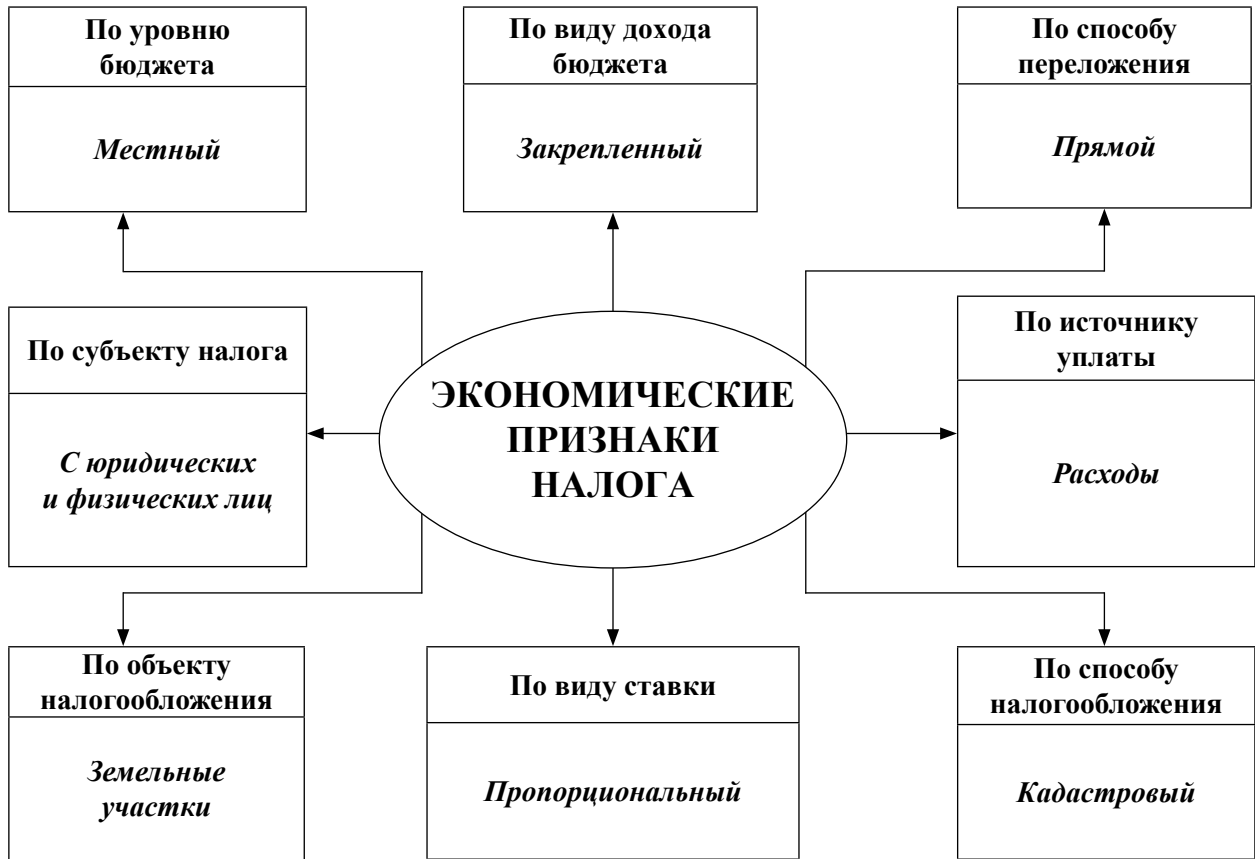 По уровню
бюджета
Местный
По виду дохода
бюджета
Закрепленный
По способу
переложения
Прямой
По субъекту налога
С юридических
и физических лиц
ЭКОНОМИЧЕСКИЕ
ПРИЗНАКИ
НАЛОГА
По источнику
уплаты
Расходы
По объекту
налогообложения
Земельные
участки
По виду ставки
Пропорциональный
По способу
налогообложения
Кадастровый